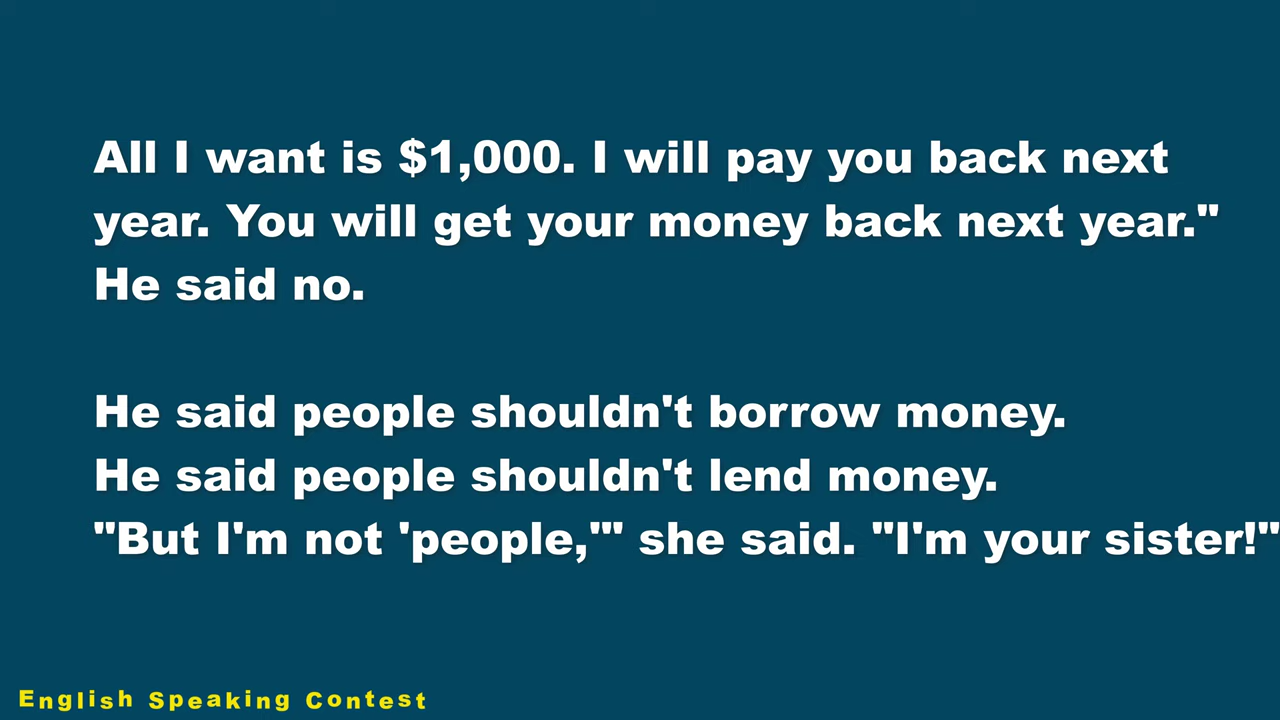 All I want is $1,000. I will pay you back next
year. You will get your money back next year."
He said no.
He said people shouldn't borrow money.
He said people shouldn't lend money.
"But I'm not 'people,'" she said. "I'm your sister!"
English Speaking Contest